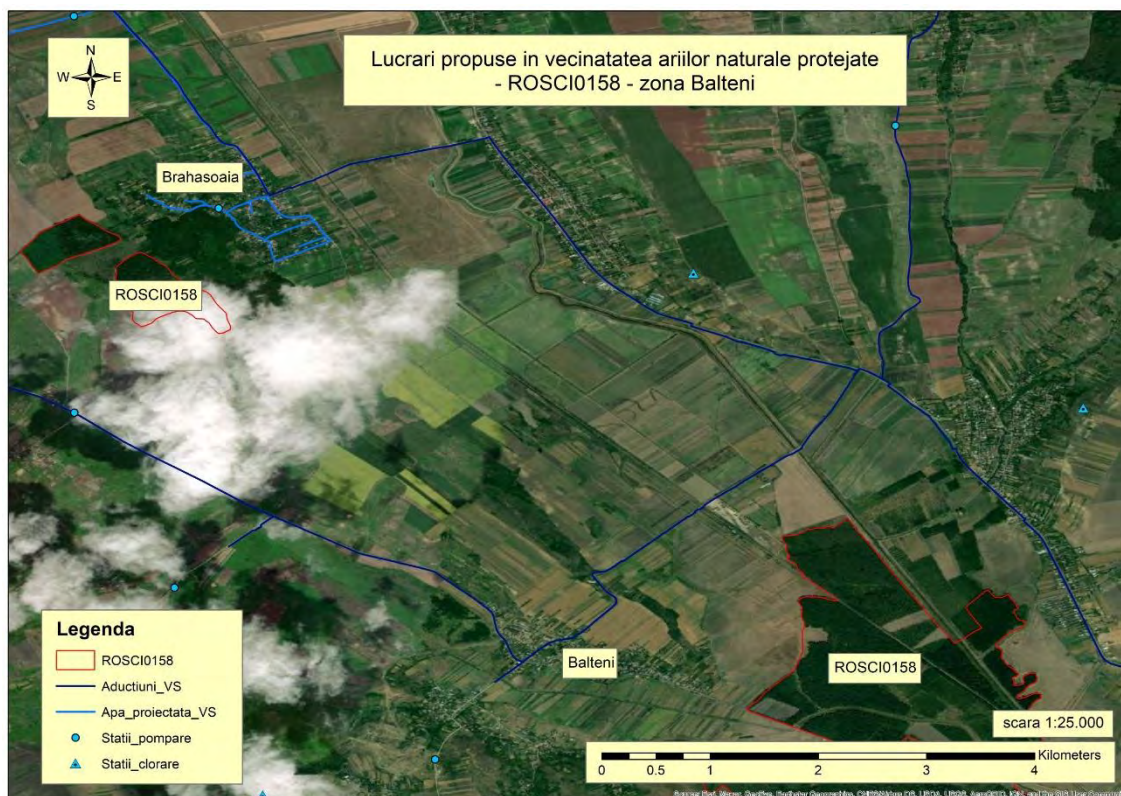 Lucrari propuse in vecinatatea ariilor naturale protejate
- ROSCI0158 - zona Balteni
N
W E
S
Brahasoaia
ROSCI0158
Balteni
ROSCI0158
Legenda
ROSCI0158
Aductiuni_VS
Apa_proiectata_VS
Statii_pompare
Statii_clorare
scara 1:25.000
Kilometers
0 0.5 1 2 3 4